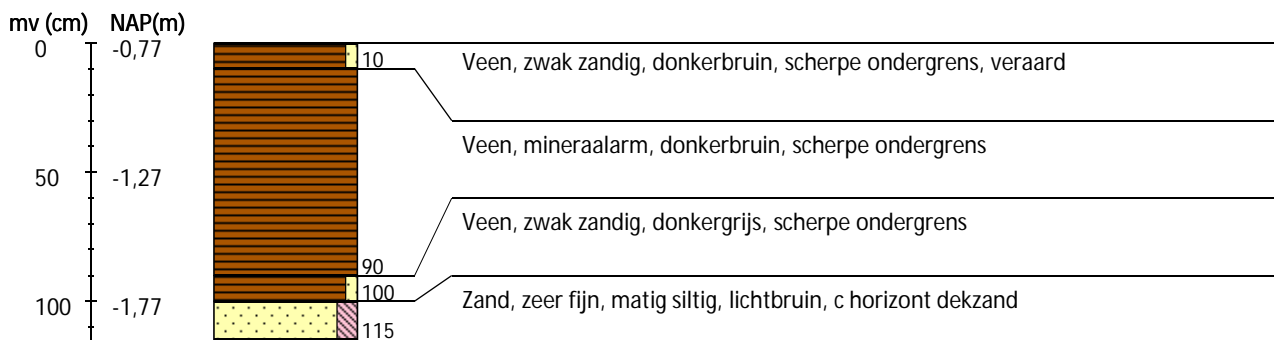 mv (cm) NAP(m)
0 -0,77
10 Veen, zwak zandig, donkerbruin, scherpe ondergrens, veraard
Veen, mineraalarm, donkerbruin, scherpe ondergrens
50 -1,27
Veen, zwak zandig, donkergrijs, scherpe ondergrens
90
100
100 -1,77
Zand, zeer fijn, matig siltig, lichtbruin, c horizont dekzand
115